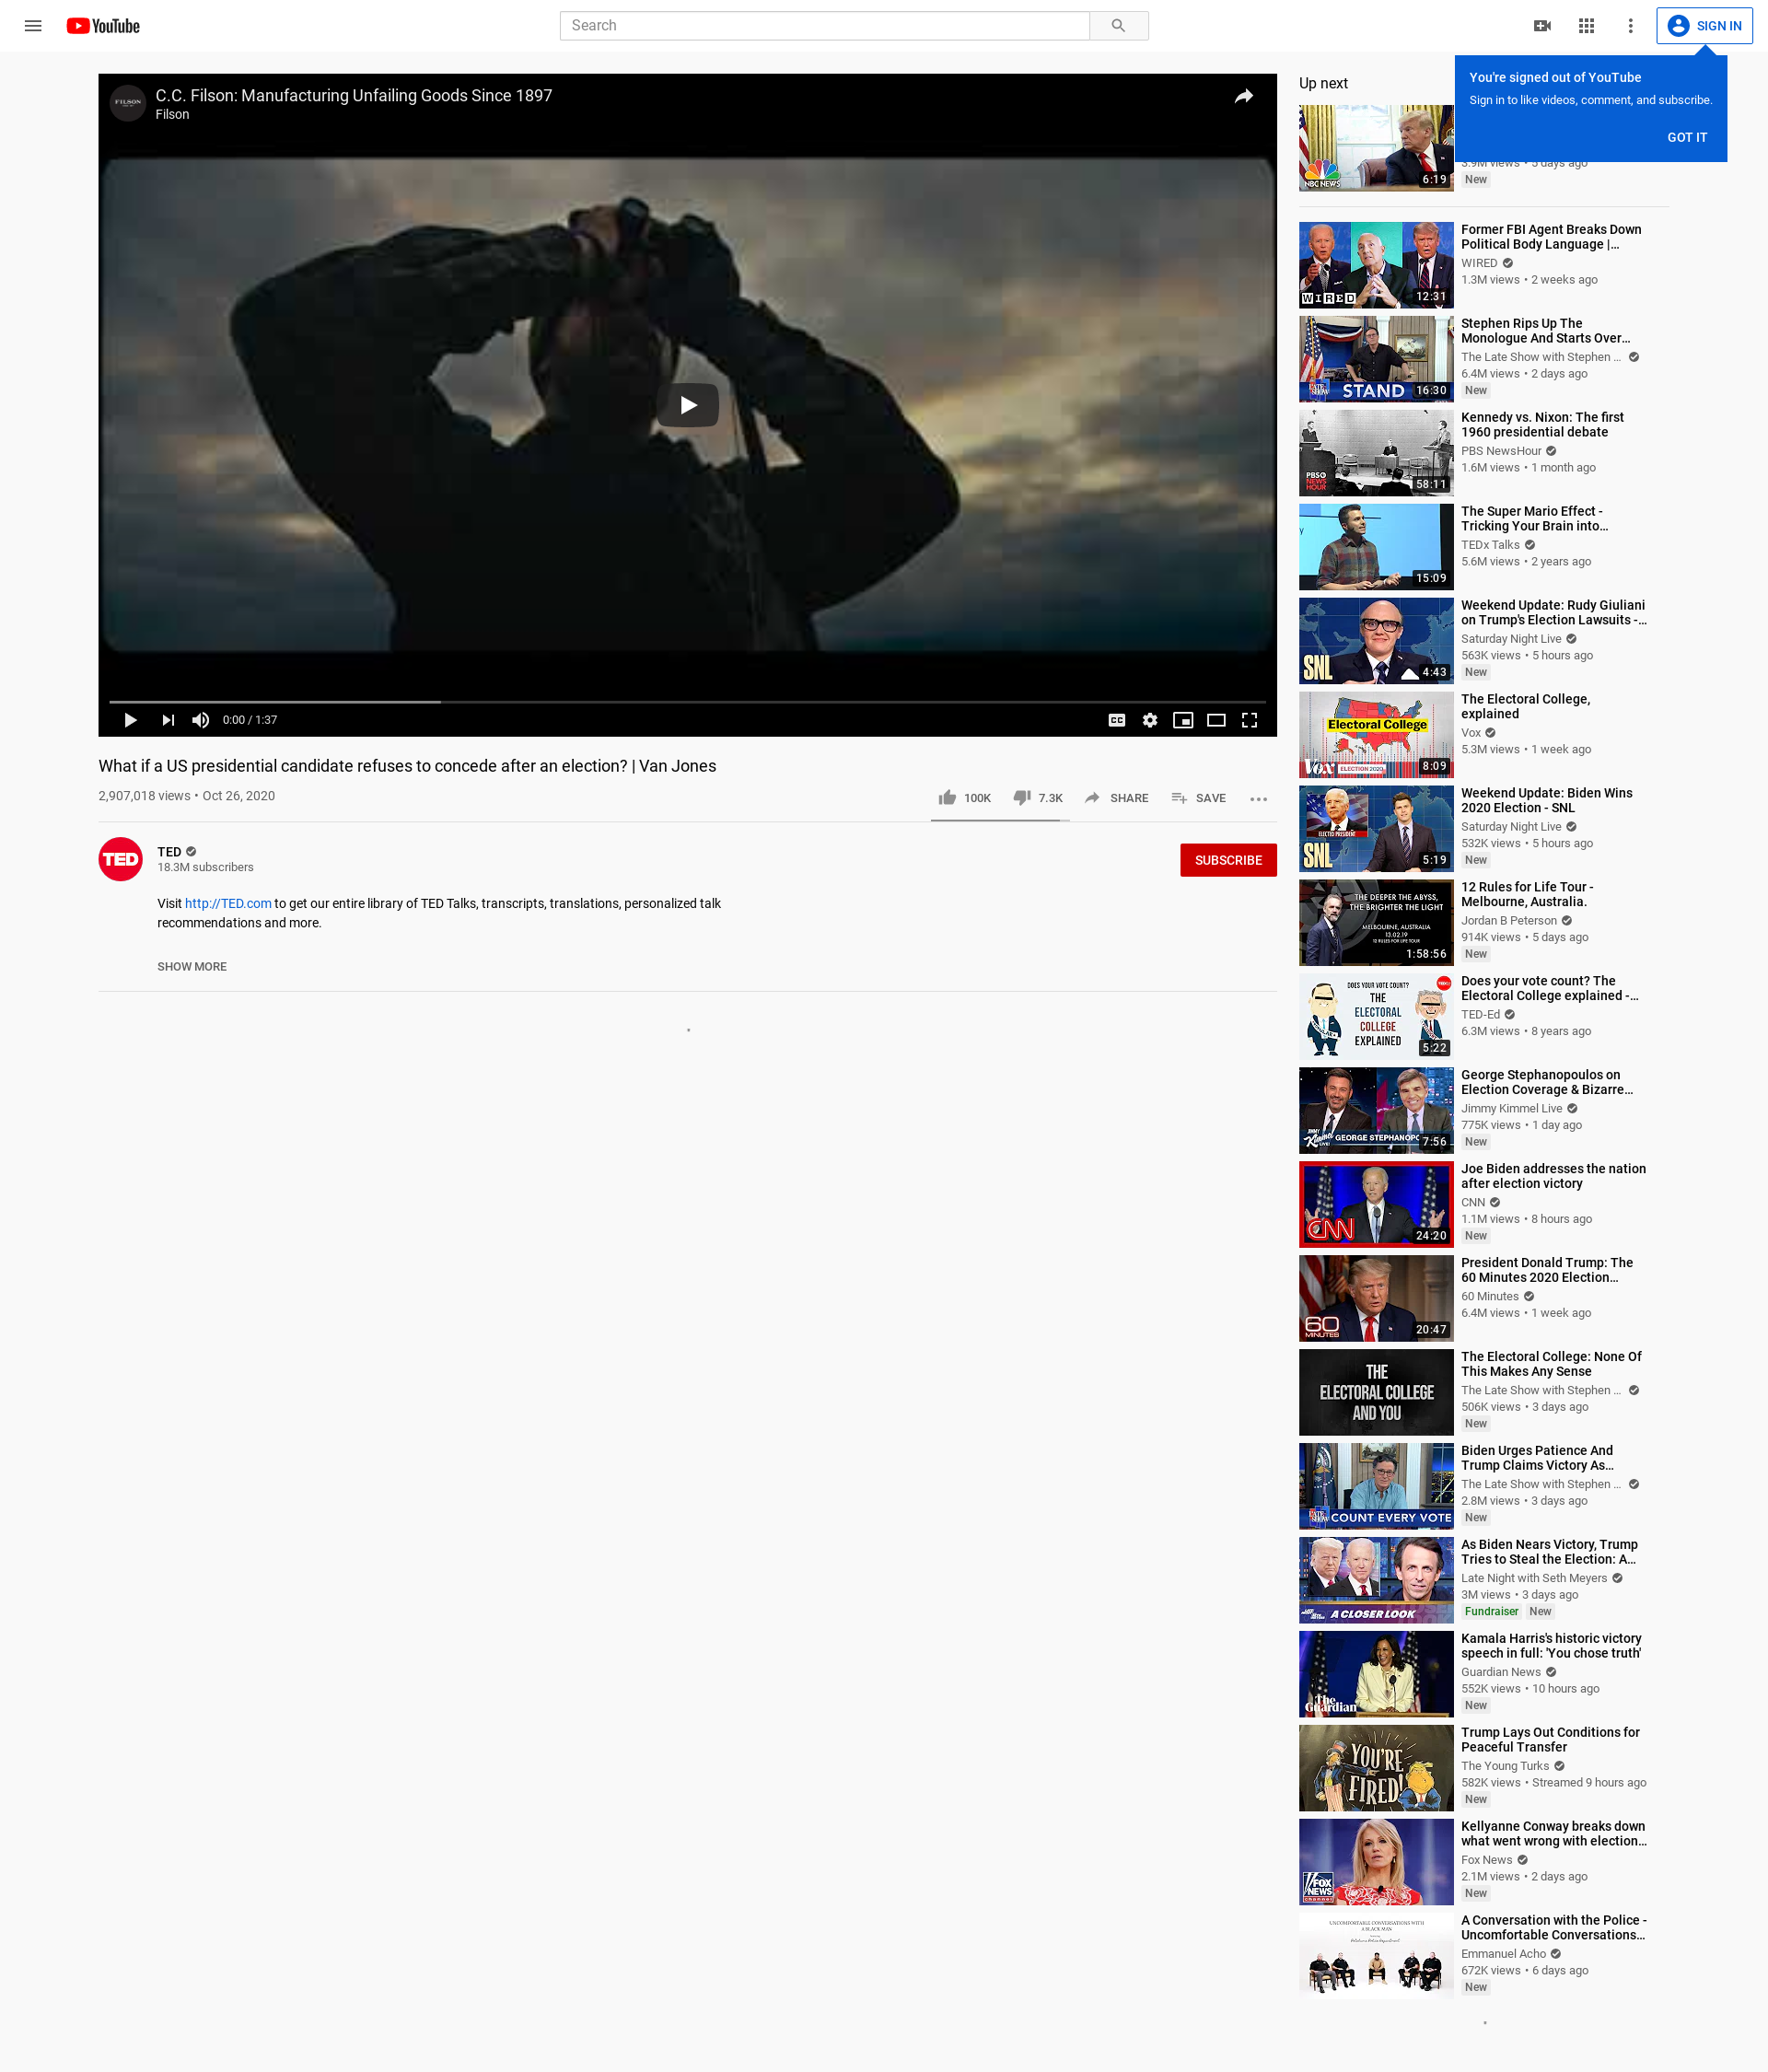 YouTube
Search
SIGN IN
You're signed out of YouTube
Sign in to like videos, comment, and subscribe.
GOT IT
FILSON
C.C. Filson: Manufacturing Unfailing Goods Since 1897
Filson
0:00 / 1:37
CC
What if a US presidential candidate refuses to concede after an election? | Van Jones
2,907,018 views • Oct 26, 2020
100K
7.3K
SHARE
SAVE
TED
TED
18.3M subscribers
SUBSCRIBE
Visit http://TED.com to get our entire library of TED Talks, transcripts, translations, personalized talk
recommendations and more.
SHOW MORE
Up next
NBC NEWS
6:19
3.9M views • 5 days ago
New
WIRED
12:31
Former FBI Agent Breaks Down
Political Body Language | …
WIRED
1.3M views • 2 weeks ago
LATE SHOW
STAND
16:30
Stephen Rips Up The
Monologue And Starts Over…
The Late Show with Stephen …
6.4M views • 2 days ago
New
PBS NEWS HOUR
58:11
Kennedy vs. Nixon: The first
1960 presidential debate
PBS NewsHour
1.6M views • 1 month ago
15:09
The Super Mario Effect -
Tricking Your Brain into…
TEDx Talks
5.6M views • 2 years ago
SNL
4:43
Weekend Update: Rudy Giuliani
on Trump's Election Lawsuits -…
Saturday Night Live
563K views • 5 hours ago
New
Electoral College
Vox
ELECTION 2020
8:09
The Electoral College,
explained
Vox
5.3M views • 1 week ago
ELECTED PRESIDENT
SNL
5:19
Weekend Update: Biden Wins
2020 Election - SNL
Saturday Night Live
532K views • 5 hours ago
New
THE DEEPER THE ABYSS,
THE BRIGHTER THE LIGHT
MELBOURNE, AUSTRALIA
13.02.19
12 RULES FOR LIFE TOUR
1:58:56
12 Rules for Life Tour -
Melbourne, Australia.
Jordan B Peterson
914K views • 5 days ago
New
DOES YOUR VOTE COUNT?
THE
ELECTORAL
COLLEGE
EXPLAINED
5:22
Does your vote count? The
Electoral College explained -…
TED-Ed
6.3M views • 8 years ago
JIMMY KIMMEL LIVE
GEORGE STEPHANOPO
7:56
George Stephanopoulos on
Election Coverage & Bizarre…
Jimmy Kimmel Live
775K views • 1 day ago
New
CNN
24:20
Joe Biden addresses the nation
after election victory
CNN
1.1M views • 8 hours ago
New
60
MINUTES
20:47
President Donald Trump: The
60 Minutes 2020 Election…
60 Minutes
6.4M views • 1 week ago
THE
ELECTORAL COLLEGE
AND YOU
The Electoral College: None Of
This Makes Any Sense
The Late Show with Stephen …
506K views • 3 days ago
New
LATE SHOW
COUNT EVERY VOTE
Biden Urges Patience And
Trump Claims Victory As…
The Late Show with Stephen …
2.8M views • 3 days ago
New
A CLOSER LOOK
As Biden Nears Victory, Trump
Tries to Steal the Election: A…
Late Night with Seth Meyers
3M views • 3 days ago
Fundraiser New
The
Guardian
Kamala Harris's historic victory
speech in full: 'You chose truth'
Guardian News
552K views • 10 hours ago
New
YOU'RE
FIRED!
Trump Lays Out Conditions for
Peaceful Transfer
The Young Turks
582K views • Streamed 9 hours ago
New
FOX
NEWS
channel
Kellyanne Conway breaks down
what went wrong with election…
Fox News
2.1M views • 2 days ago
New
UNCOMFORTABLE CONVERSATIONS WITH
A BLACK MAN
A Conversation with the Police -
Uncomfortable Conversations…
Emmanuel Acho
672K views • 6 days ago
New